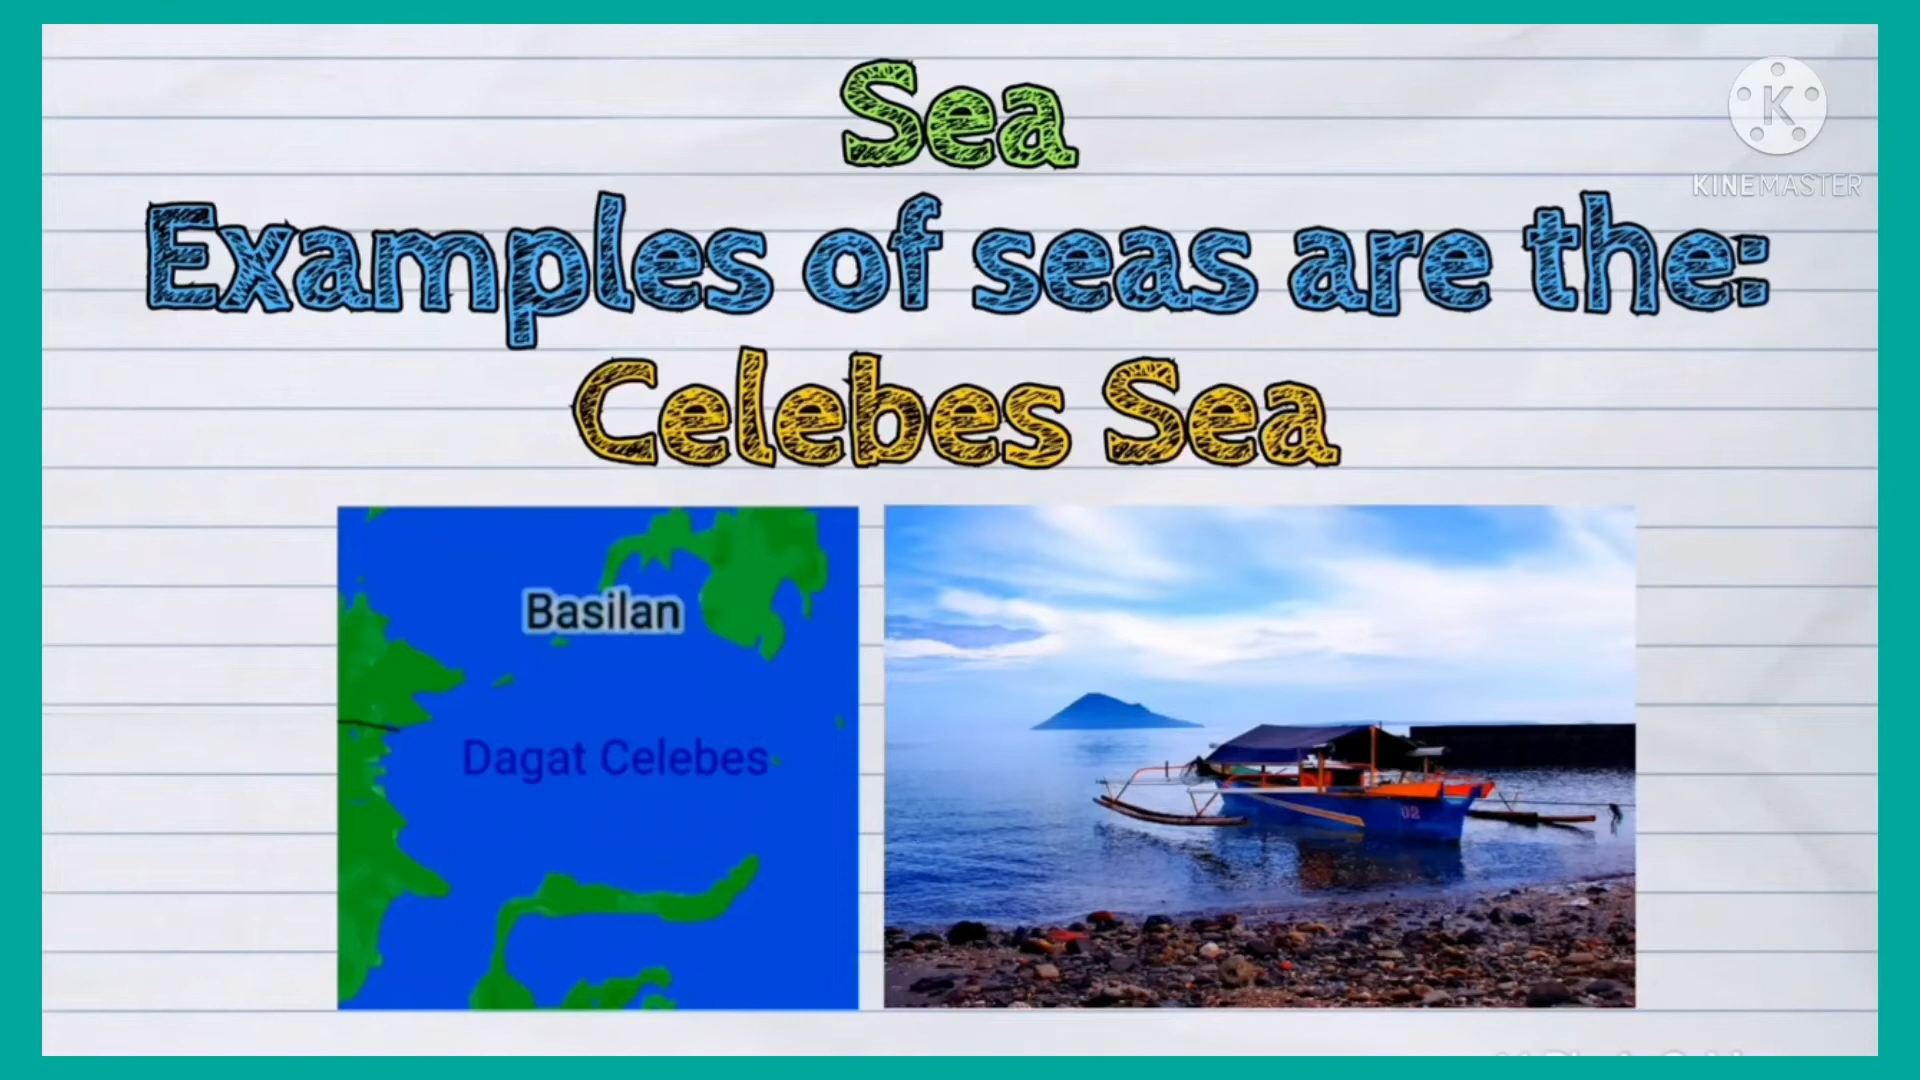 Sea
KINEMASTER
Examples of seas are the:
Celebes Sea
Basilan
Dagat Celebes
02